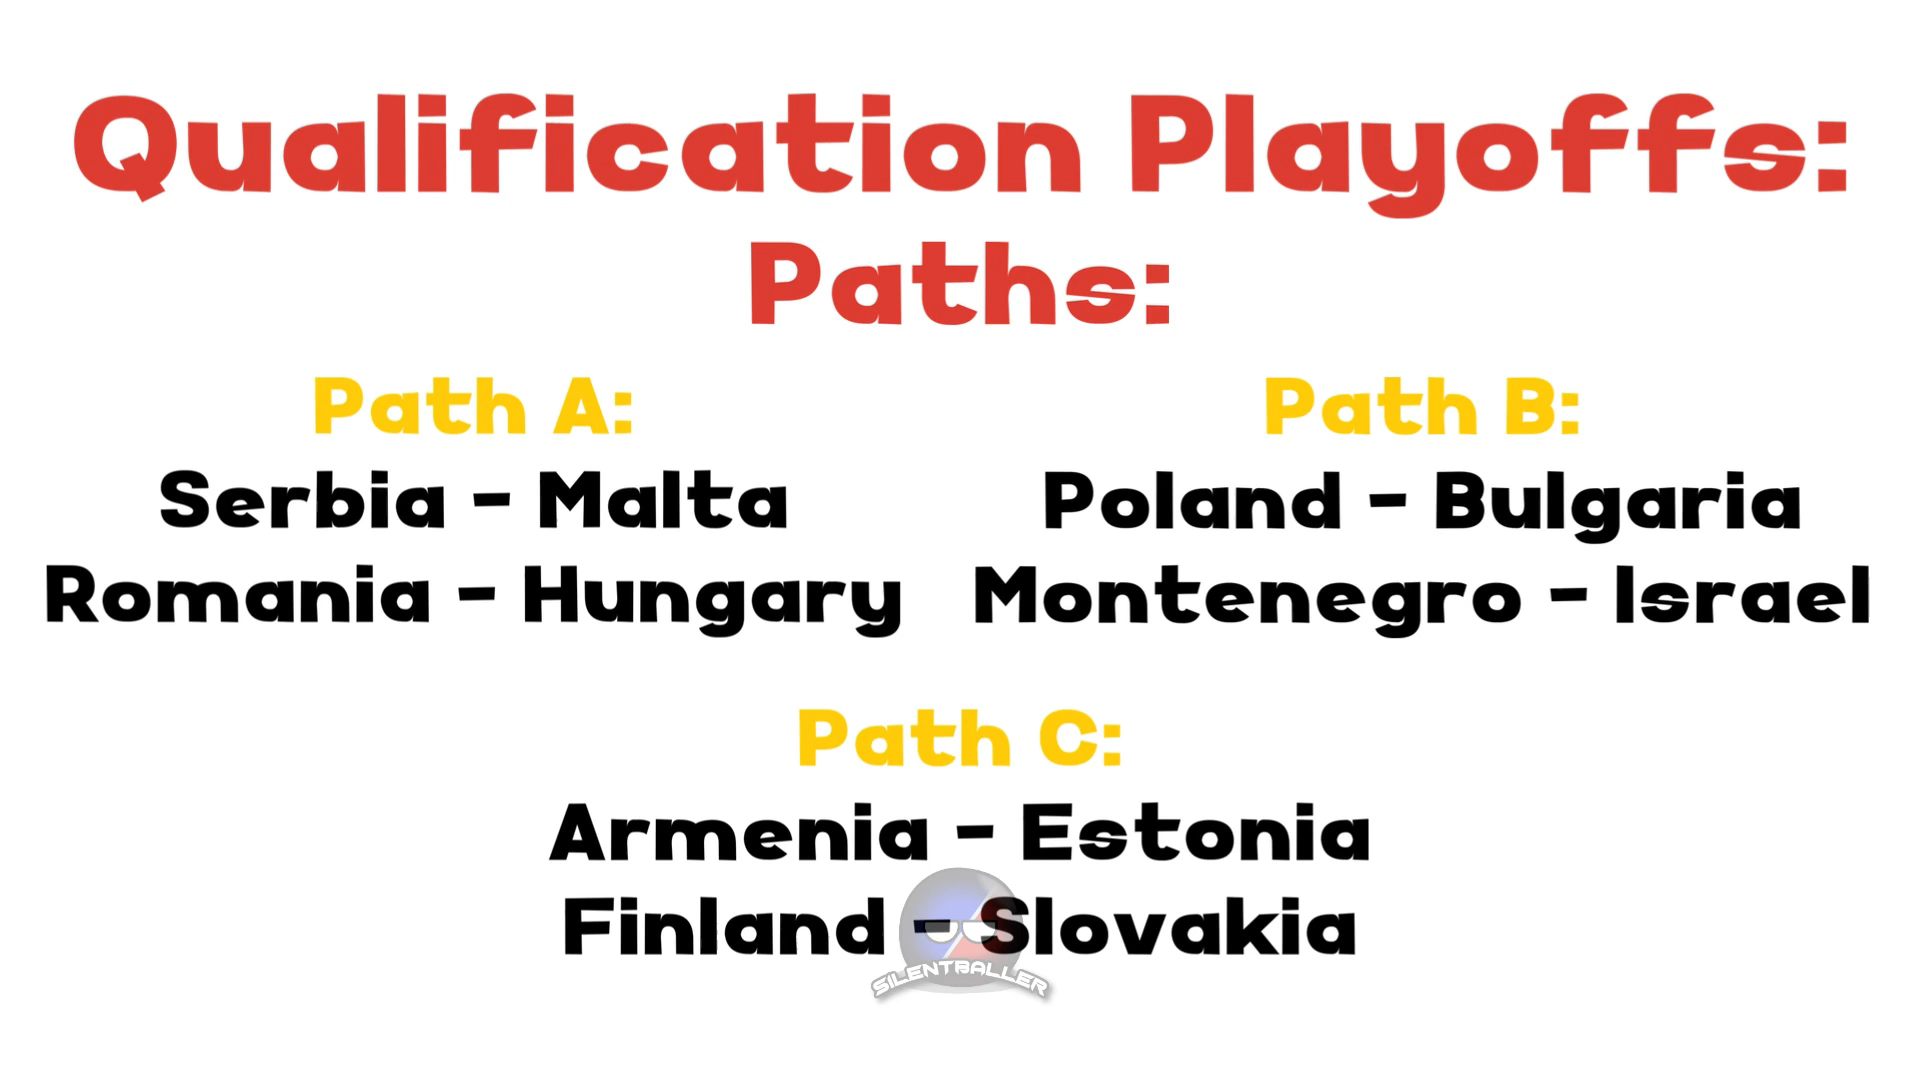 Qualification Playoffs:
Paths:
Path A:
Serbia - Malta
Romania - Hungary
Path B:
Poland - Bulgaria
Montenegro - Israel
Path C:
Armenia - Estonia
Finland - Slovakia
SILENTBALLER